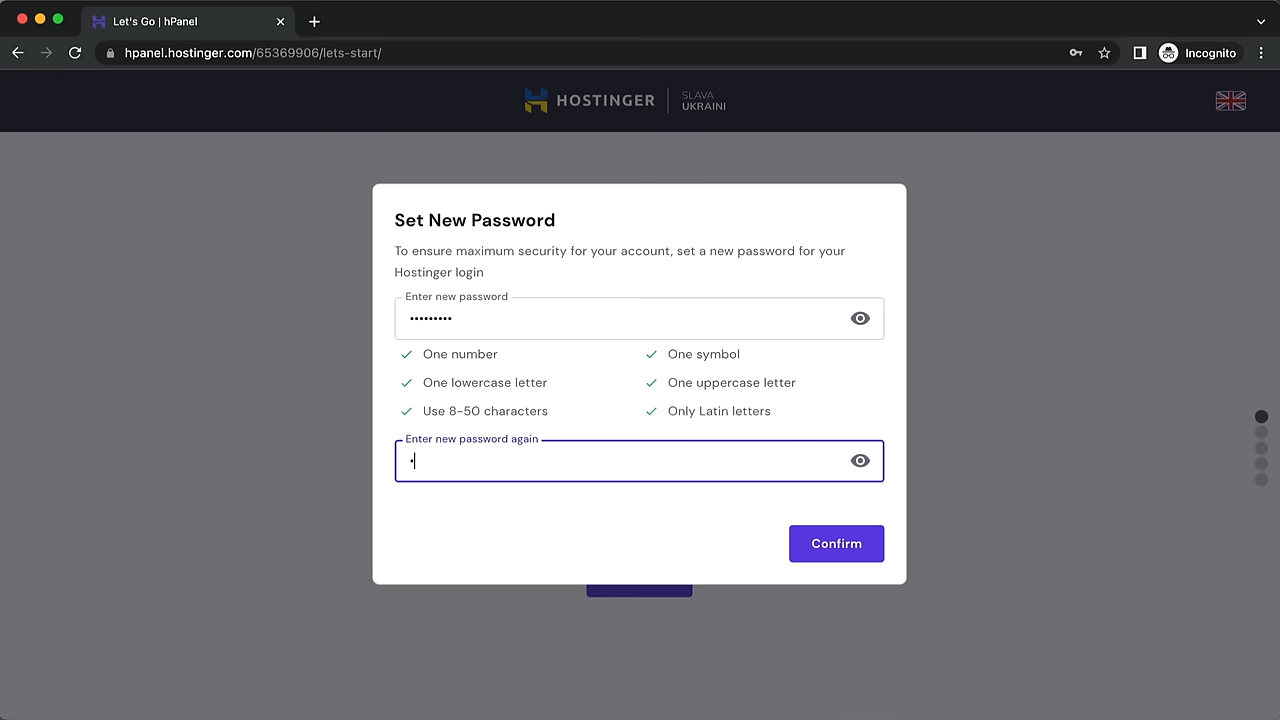 Let's Go | hPanel
hpanel.hostinger.com/65369906/lets-start/
Incognito
HOSTINGER
SLAVA
UKRAINI
Set New Password
To ensure maximum security for your account, set a new password for your
Hostinger login
Enter new password
•••••••••
One number
One symbol
One lowercase letter
One uppercase letter
Use 8-50 characters
Only Latin letters
Enter new password again
•
Confirm